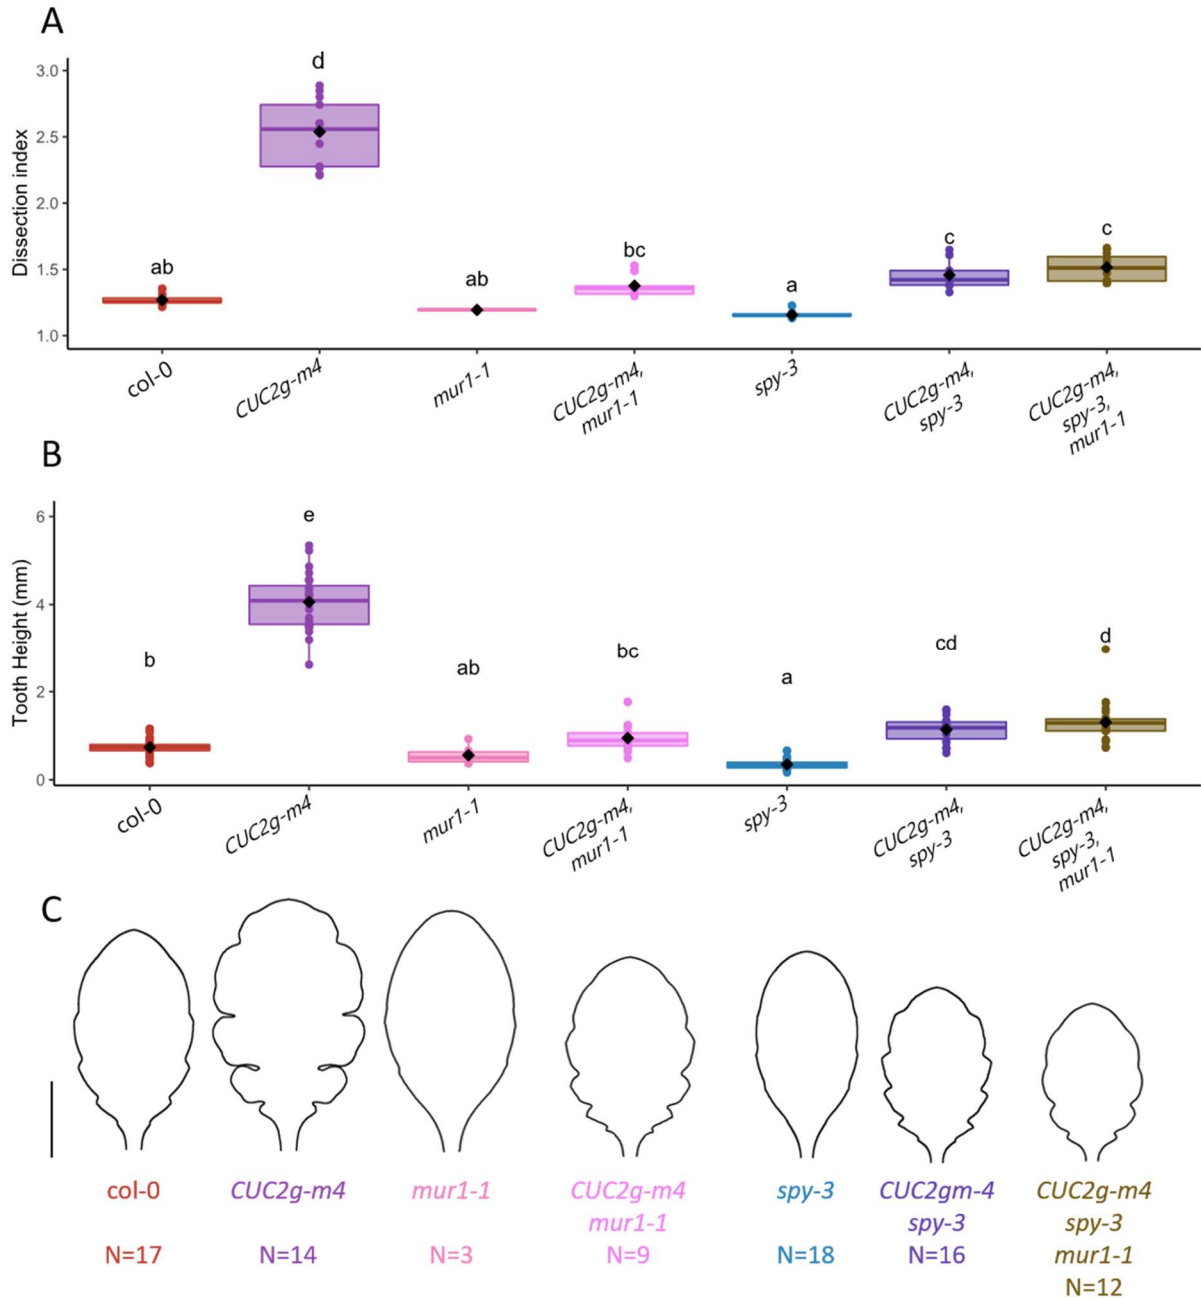 A
Dissection index
3.0
2.5
2.0
1.5
1.0
ab
d
ab
bc
a
c
c
col-0
CUC2g-m4
mur1-1
CUC2g-m4,
mur1-1
spy-3
CUC2g-m4,
spy-3
CUC2g-m4,
spy-3,
mur1-1
B
Tooth Height (mm)
6
4
2
0
b
e
ab
bc
a
cd
d
col-0
CUC2g-m4
mur1-1
CUC2g-m4,
mur1-1
spy-3
CUC2g-m4,
spy-3
CUC2g-m4,
spy-3,
mur1-1
C
col-0
N=17
CUC2g-m4
N=14
mur1-1
N=3
CUC2g-m4
mur1-1
N=9
spy-3
N=18
CUC2gm-4
spy-3
N=16
CUC2g-m4
spy-3
mur1-1
N=12